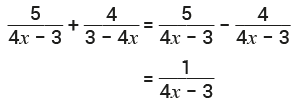 5/(4x − 3) + 4/(3 − 4x) = 5/(4x − 3) − 4/(4x − 3)
= 1/(4x − 3)